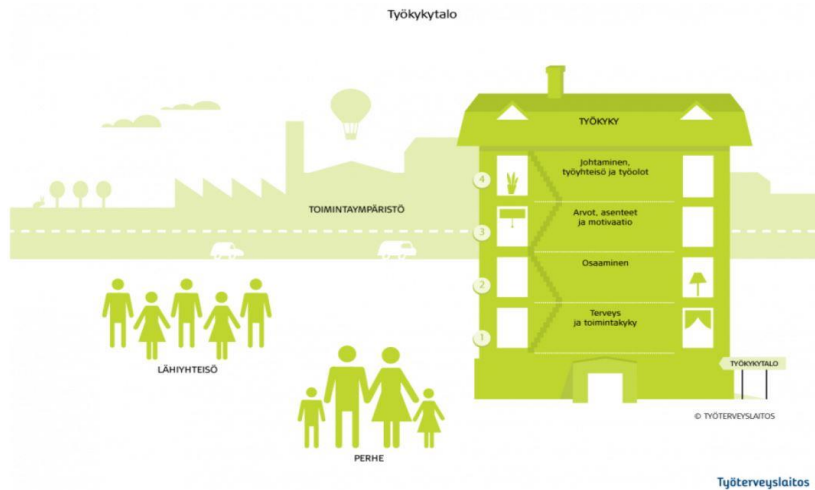 Työkykytalo
TYÖKYKY
4
Johtaminen,
työyhteisö ja työolot
TOIMINTAYMPÄRISTÖ
3
Arvot, asenteet
ja motivaatio
2
Osaaminen
1
Terveys
ja toimintakyky
LÄHIYHTEISÖ
PERHE
TYÖKYKYTALO
© TYÖTERVEYSLAITOS
Työterveyslaitos